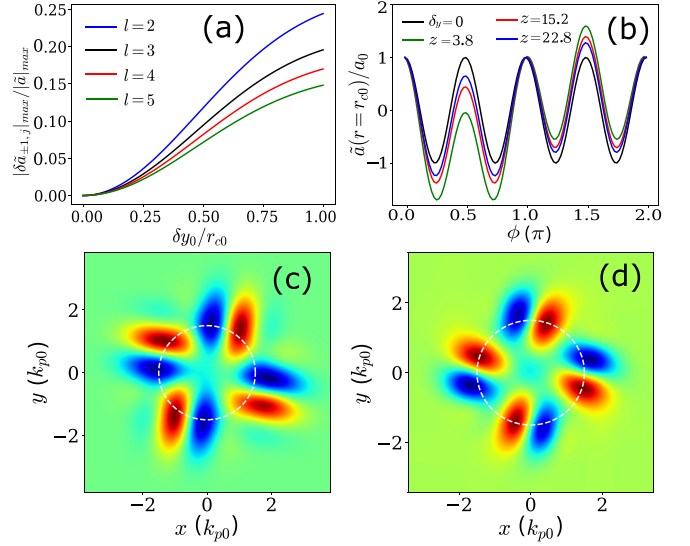 (a)
|δã±1,j|max/|ã|max
0.25
0.20
0.15
0.10
0.05
0.00
l = 2
l = 3
l = 4
l = 5
0.00 0.25 0.50 0.75 1.00
δy0/rc0
(b)
ã(r = rc0)/a0
2
1
0
−1
δy = 0
z = 3.8
z = 15.2
z = 22.8
0.0 0.5 1.0 1.5 2.0
ϕ (π)
(c)
y (kp0)
2
0
−2
−2 0 2
x (kp0)
(d)
y (kp0)
2
0
−2
−2 0 2
x (kp0)